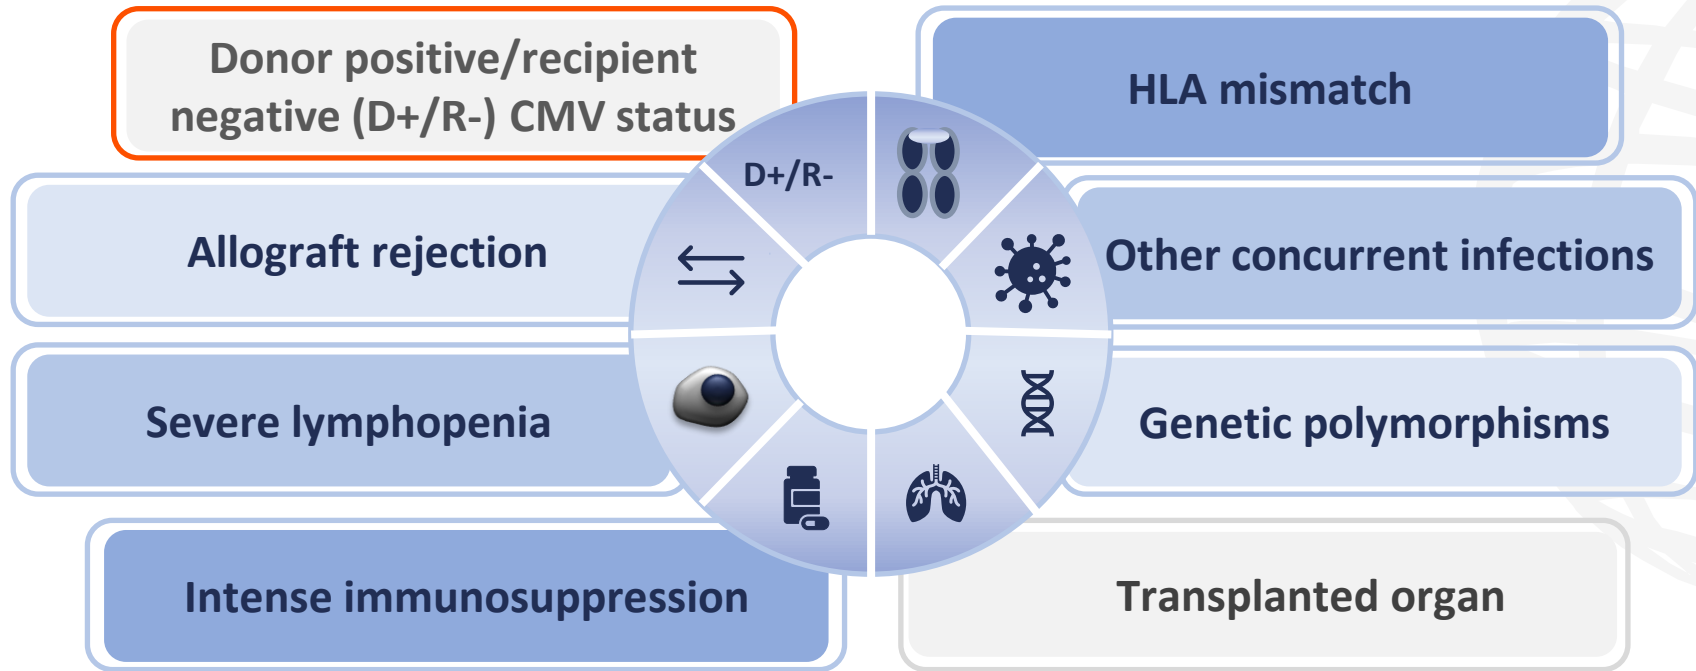 Donor positive/recipient
negative (D+/R-) CMV status
HLA mismatch
D+/R-
Allograft rejection
Other concurrent infections
Severe lymphopenia
Genetic polymorphisms
Intense immunosuppression
Transplanted organ